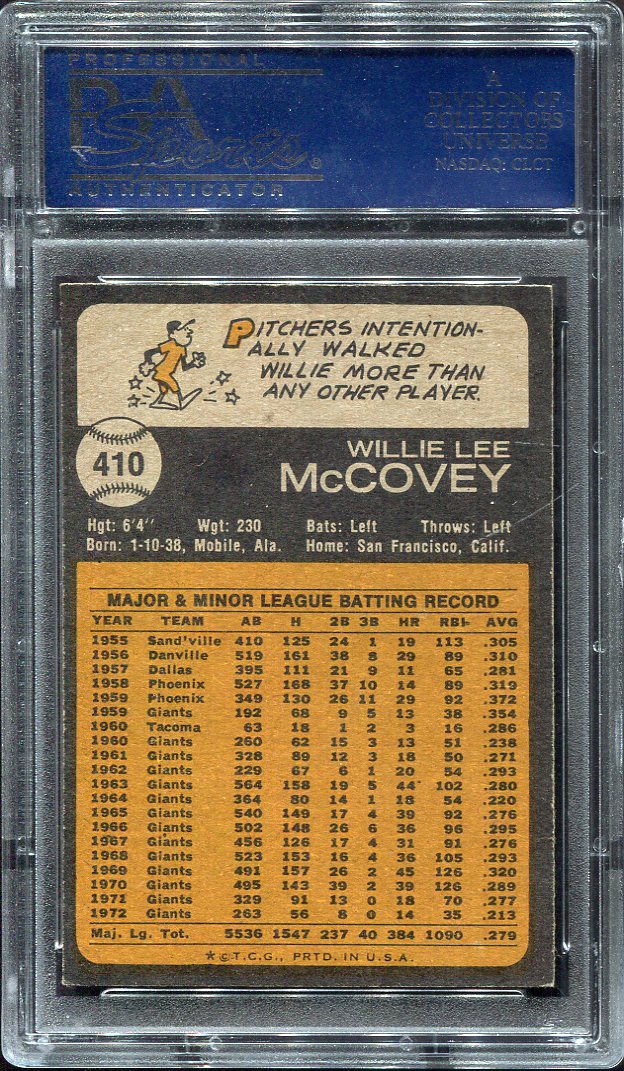 PROFESSIONAL
PSA
Sports®
AUTHENTICATOR
A
DIVISION OF
COLLECTORS
UNIVERSE
NASDAQ: CLCT
PITCHERS INTENTION-
ALLY WALKED
WILLIE MORE THAN
ANY OTHER PLAYER.
410
WILLIE LEE
McCOVEY
Hgt: 6'4" Wgt: 230 Bats: Left Throws: Left
Born: 1-10-38, Mobile, Ala. Home: San Francisco, Calif.
MAJOR & MINOR LEAGUE BATTING RECORD
YEAR TEAM AB H 2B 3B HR RBI AVG
1955 Sand'ville 410 125 24 1 19 113 .305
1956 Danville 519 161 38 8 29 89 .310
1957 Dallas 395 111 21 9 11 65 .281
1958 Phoenix 527 168 37 10 14 89 .319
1959 Phoenix 349 130 26 11 29 92 .372
1959 Giants 192 68 9 5 13 38 .354
1960 Tacoma 63 18 1 2 3 16 .286
1960 Giants 260 62 15 3 13 51 .238
1961 Giants 328 89 12 3 18 50 .271
1962 Giants 229 67 6 1 20 54 .293
1963 Giants 564 158 19 5 44 102 .280
1964 Giants 364 80 14 1 18 54 .220
1965 Giants 540 149 17 4 39 92 .276
1966 Giants 502 148 26 6 36 96 .295
1967 Giants 456 126 17 4 31 91 .276
1968 Giants 523 153 16 4 36 105 .293
1969 Giants 491 157 26 2 45 126 .320
1970 Giants 495 143 39 2 39 126 .289
1971 Giants 329 91 13 0 18 70 .277
1972 Giants 263 56 8 0 14 35 .213
Maj. Lg. Tot. 5536 1547 237 40 384 1090 .279
★©T.C.G., PRTD. IN U.S.A.